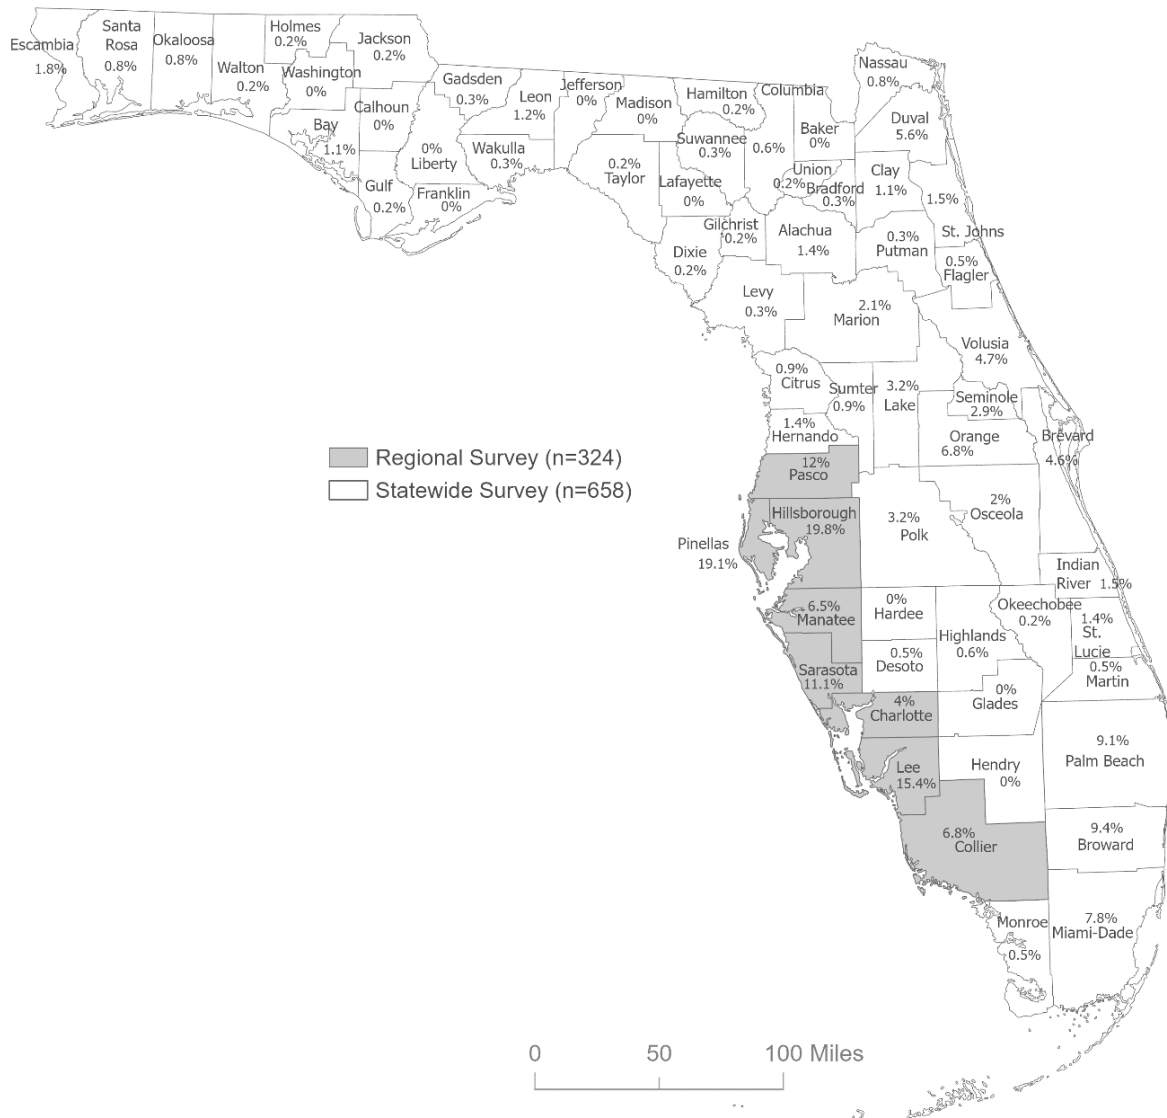 Escambia
1.8%
Santa
Rosa
0.8%
Okaloosa
0.8%
Walton
0.2%
Holmes
0.2%
Washington
0%
Jackson
0.2%
Bay
1.1%
Calhoun
0%
Gulf
0.2%
Gadsden
0.3%
0%
Liberty
Franklin
0%
Leon
1.2%
Wakulla
0.3%
Jefferson
0%
Madison
0%
0.2%
Taylor
Hamilton
0.2%
Suwannee
0.3%
Lafayette
0%
Dixie
0.2%
Columbia
0.6%
Gilchrist
0.2%
Baker
0%
Union
0.2%
Bradford
0.3%
Alachua
1.4%
Nassau
0.8%
Duval
5.6%
Clay
1.1%
1.5%
St. Johns
0.3%
Putman
0.5%
Flagler
Levy
0.3%
2.1%
Marion
Volusia
4.7%
0.9%
Citrus
Sumter
0.9%
3.2%
Lake
Seminole
2.9%
1.4%
Hernando
Orange
6.8%
Brevard
4.6%
Regional Survey (n=324)
Statewide Survey (n=658)
12%
Pasco
Hillsborough
19.8%
Pinellas
19.1%
3.2%
Polk
2%
Osceola
Indian
River 1.5%
6.5%
Manatee
0%
Hardee
Highlands
0.6%
Okeechobee
0.2%
1.4%
St.
Lucie
Sarasota
11.1%
0.5%
Desoto
0.5%
Martin
4%
Charlotte
0%
Glades
Lee
15.4%
Hendry
0%
9.1%
Palm Beach
6.8%
Collier
9.4%
Broward
Monroe
0.5%
7.8%
Miami-Dade
0 50 100 Miles